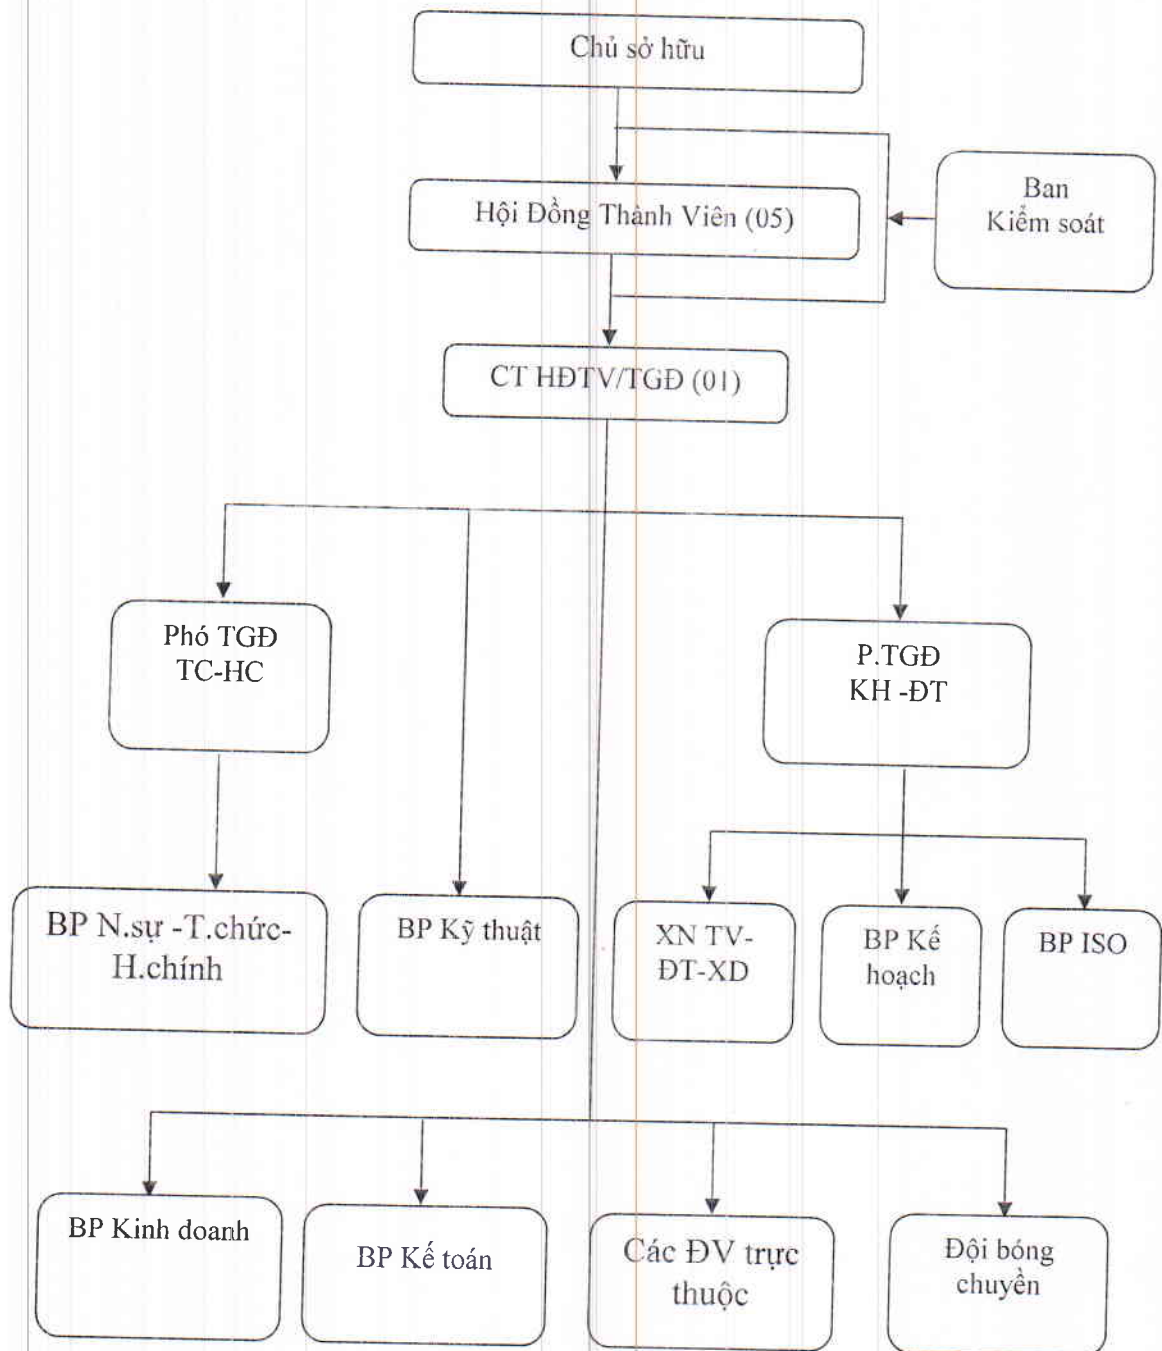 Chủ sở hữu
Hội Đồng Thành Viên (05)
Ban
Kiểm soát
CT HĐTV/TGĐ (01)
Phó TGĐ
TC-HC
P.TGĐ
KH -ĐT
BP N.sự -T.chức-
H.chính
BP Kỹ thuật
XN TV-
ĐT-XD
BP Kế
hoạch
BP ISO
BP Kinh doanh
BP Kế toán
Các ĐV trực
thuộc
Đội bóng
chuyền